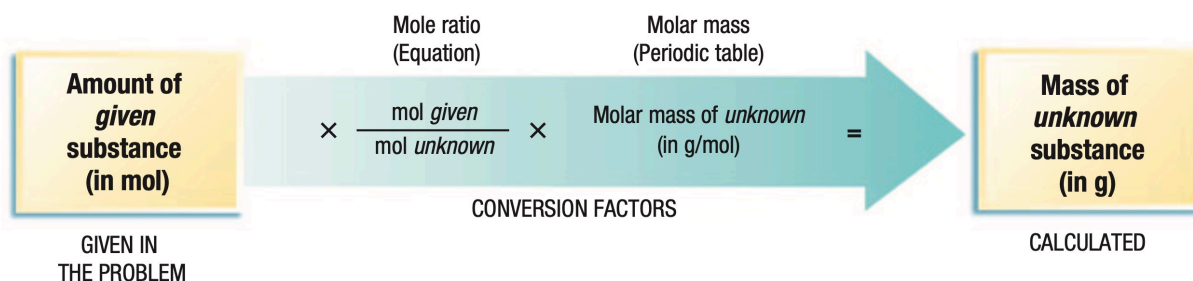 Mole ratio
(Equation)
Molar mass
(Periodic table)
Amount of
given
substance
(in mol)
× mol given
mol unknown
× Molar mass of unknown
(in g/mol)
=
Mass of
unknown
substance
(in g)
CONVERSION FACTORS
GIVEN IN
THE PROBLEM
CALCULATED